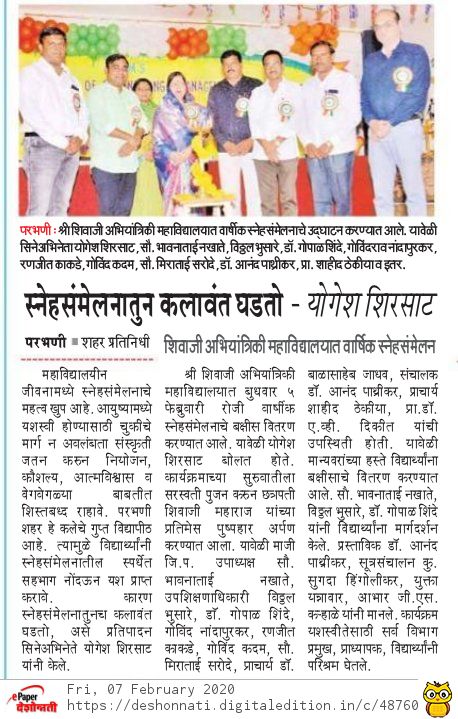 परभणी : श्री शिवाजी अभियांत्रिकी महाविद्यालयात वार्षिक स्नेहसंमेलनाचे उद्घाटन करण्यात आले. यावेळी
सिनेअभिनेता योगेश शिरसाट, सौ. भावनाताई नखाते, विठ्ठल भुसारे, डॉ. गोपाळ शिंदे, गोविंदराव नांदापुरकर,
रणजीत काकडे, गोविंद कदम, सौ. मिराताई सरोदे, डॉ. आनंद पाथ्रीकर, प्रा. शाहीद ठेकीया व इतर.
स्नेहसंमेलनातुन कलावंत घडतो - योगेश शिरसाट
परभणी ■ शहर प्रतिनिधी
शिवाजी अभियांत्रिकी महाविद्यालयात वार्षिक स्नेहसंमेलन
महाविद्यालयीन
जीवनामध्ये स्नेहसंमेलनाचे
महत्व खुप आहे. आयुष्यामध्ये
यशस्वी होण्यासाठी चुकीचे
मार्ग न अवलंबता संस्कृती
जतन करुन नियोजन,
कौशल्य, आत्मविश्वास व
वेगवेगळ्या बाबतीत
शिस्तबध्द राहावे. परभणी
शहर हे कलेचे गुप्त विद्यापीठ
आहे. त्यामुळे विद्यार्थ्यांनी
स्नेहसंमेलनातील स्पर्धेत
सहभाग नोंदऊन यश प्राप्त
करावे. कारण
स्नेहसंमेलनातुनच कलावंत
घडतो, असे प्रतिपादन
सिनेअभिनेते योगेश शिरसाट
यांनी केले.
श्री शिवाजी अभियांत्रिकी
महाविद्यालयात बुधवार ५
फेब्रुवारी रोजी वार्षीक
स्नेहसंमेलनाचे बक्षीस वितरण
करण्यात आले. यावेळी योगेश
शिरसाट बोलत होते.
कार्यक्रमाच्या सुरुवातीला
सरस्वती पुजन करून छत्रपती
शिवाजी महाराज यांच्या
प्रतिमेस पुष्पहार अर्पण
करण्यात आला. यावेळी माजी
जि.प. उपाध्यक्ष सौ.
भावनाताई नखाते,
उपशिक्षणाधिकारी विठ्ठल
भुसारे, डॉ. गोपाळ शिंदे,
गोविंद नांदापुरकर, रणजीत
काकडे, गोविंद कदम, सौ.
मिराताई सरोदे, प्राचार्य डॉ.
बाळासाहेब जाधव, संचालक
डॉ. आनंद पाथ्रीकर, प्राचार्य
शाहीद ठेकीया, प्रा.डॉ.
ए.व्ही. दिकीत यांची
उपस्थिती होती. यावेळी
मान्यवरांच्या हस्ते विद्यार्थ्यांना
बक्षीसाचे वितरण करण्यात
आले. सौ. भावनाताई नखाते,
विठ्ठल भुसारे, डॉ. गोपाळ शिंदे
यांनी विद्यार्थ्यांना मार्गदर्शन
केले. प्रस्ताविक डॉ. आनंद
पाथ्रीकर, सूत्रसंचालन कु.
सुगदा हिंगोलीकर, युक्ता
यन्नावार, आभार जी.एस.
कऱ्हाळे यांनी मानले. कार्यक्रम
यशस्वीतेसाठी सर्व विभाग
प्रमुख, प्राध्यापक, विद्यार्थ्यांनी
परिश्रम घेतले.
ePaper
देशोन्नती
Fri, 07 February 2020
https://deshonnati.digitaledition.in/c/48760